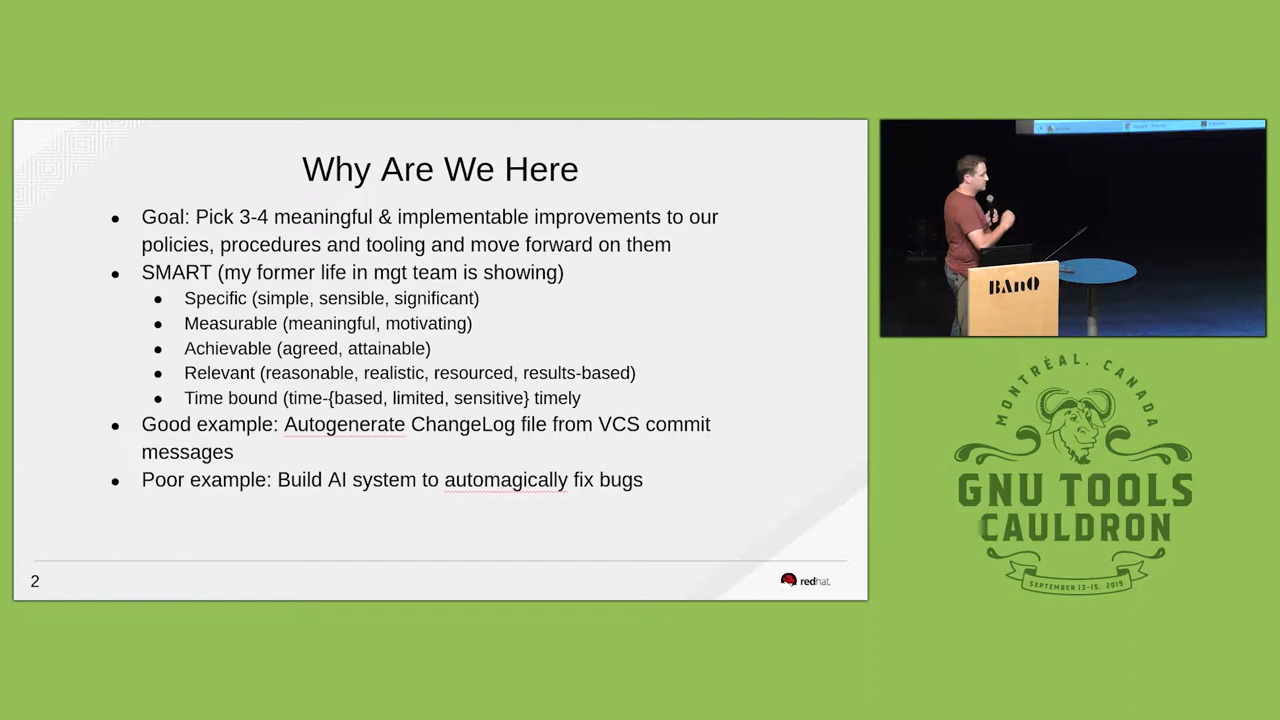 Why Are We Here
Goal: Pick 3-4 meaningful & implementable improvements to our
policies, procedures and tooling and move forward on them
SMART (my former life in mgt team is showing)
Specific (simple, sensible, significant)
Measurable (meaningful, motivating)
Achievable (agreed, attainable)
Relevant (reasonable, realistic, resourced, results-based)
Time bound (time-{based, limited, sensitive} timely
Good example: Autogenerate ChangeLog file from VCS commit
messages
Poor example: Build AI system to automagically fix bugs
2
redhat.
BAnQ
MONTRÉAL, CANADA
GNU TOOLS
CAULDRON
SEPTEMBER 13-15, 2019